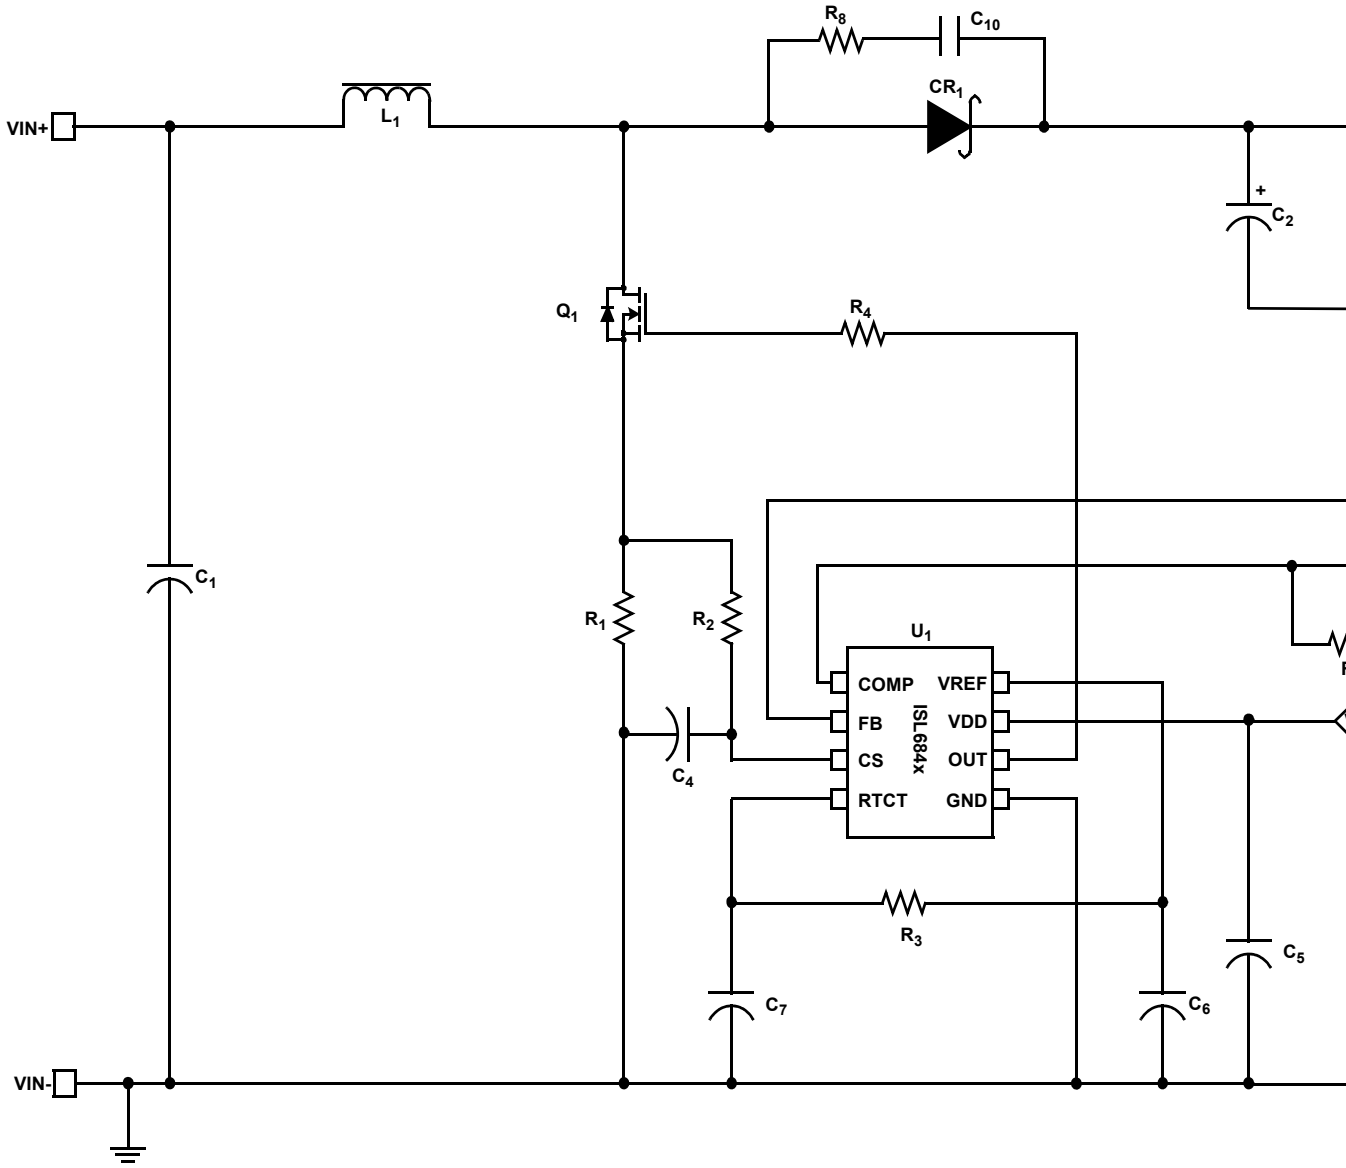 R8
C10
CR1
VIN+
L1
+
C2
Q1
R4
C1
R1
R2
U1
COMP
VREF
FB
VDD
CS
OUT
RTCT
GND
ISL684x
C4
R3
C5
C7
C6
VIN-